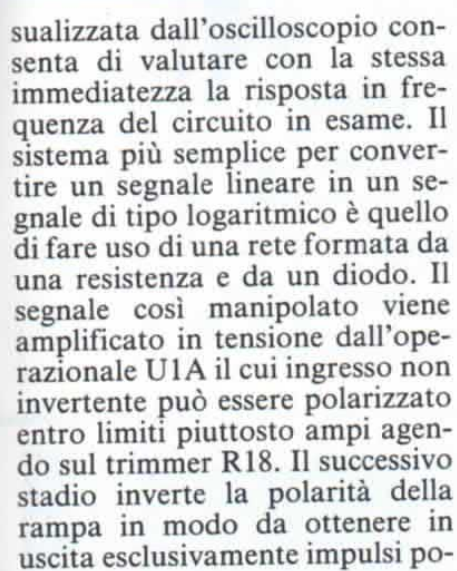 sualizzata dall'oscilloscopio con-
senta di valutare con la stessa
immediatezza la risposta in fre-
quenza del circuito in esame. Il
sistema più semplice per conver-
tire un segnale lineare in un se-
gnale di tipo logaritmico è quello
di fare uso di una rete formata da
una resistenza e da un diodo. Il
segnale così manipolato viene
amplificato in tensione dall'ope-
razionale U1A il cui ingresso non
invertente può essere polarizzato
entro limiti piuttosto ampi agen-
do sul trimmer R18. Il successivo
stadio inverte la polarità della
rampa in modo da ottenere in
uscita esclusivamente impulsi po-